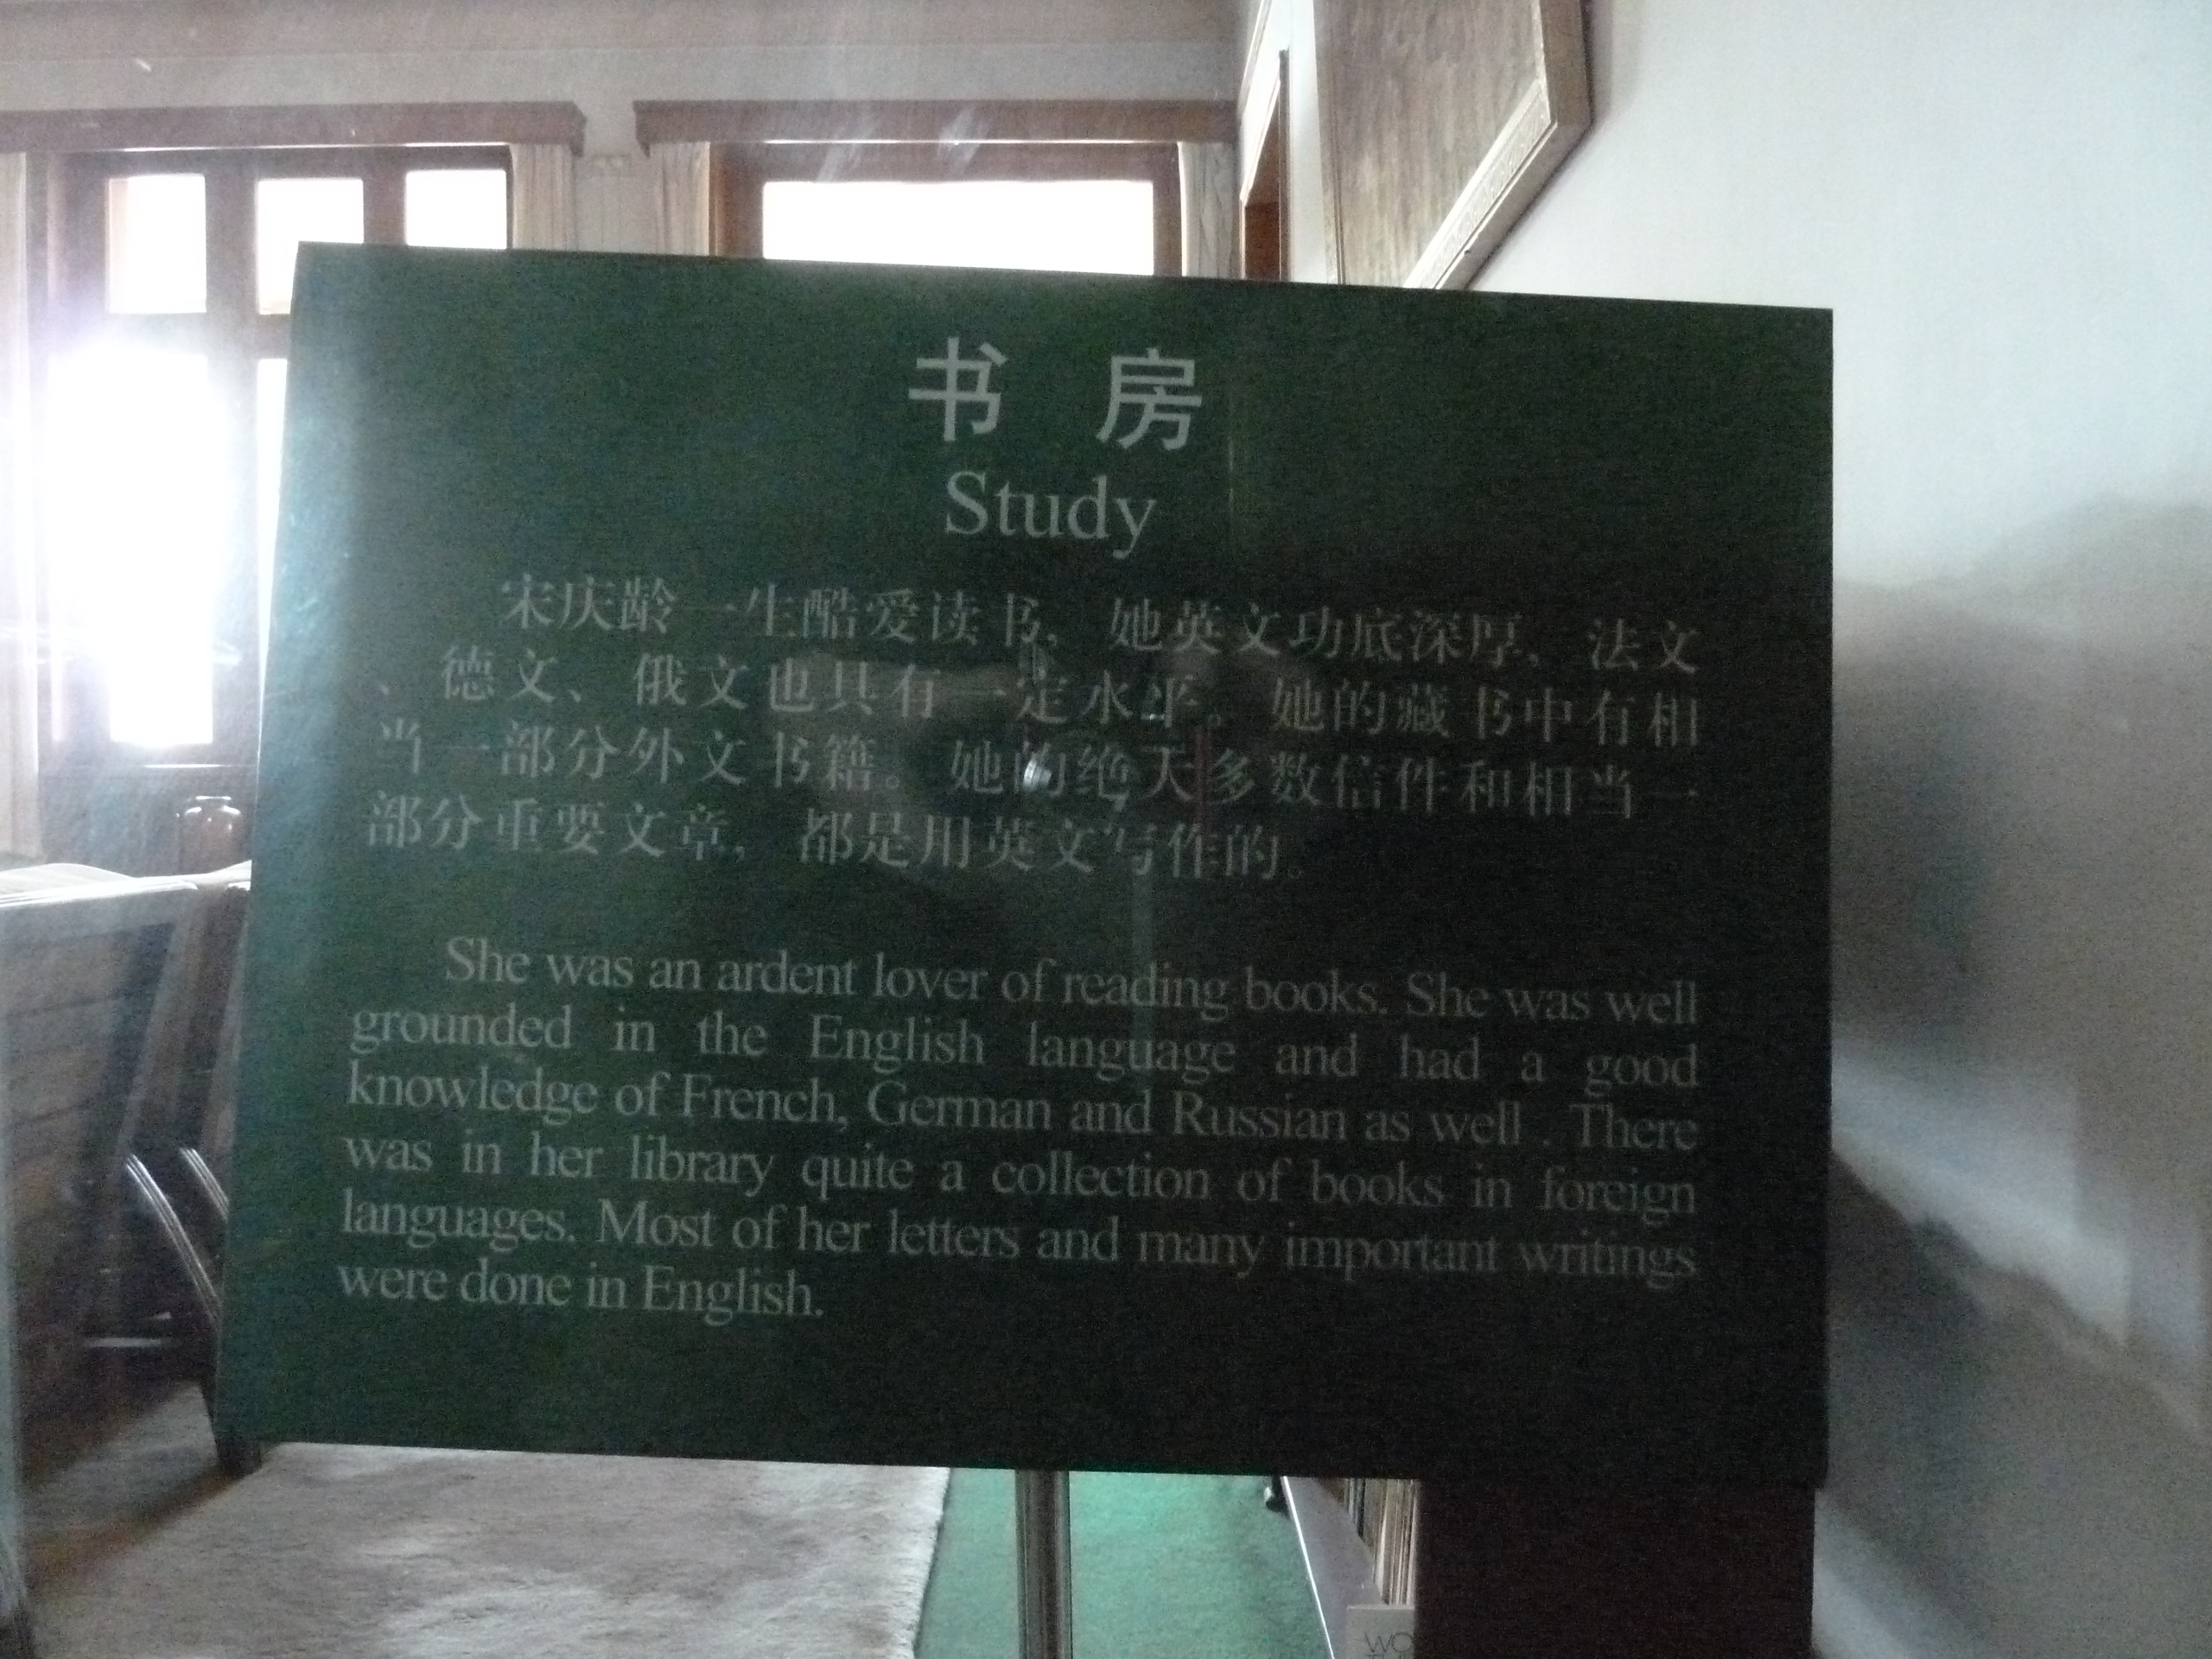 书 房
Study
宋庆龄一生酷爱读书，她英文功底深厚，法文
、德文、俄文也具有一定水平。她的藏书中有相
当一部分外文书籍。她的绝大多数信件和相当一
部分重要文章，都是用英文写作的。
She was an ardent lover of reading books. She was well
grounded in the English language and had a good
knowledge of French, German and Russian as well . There
was in her library quite a collection of books in foreign
languages. Most of her letters and many important writings
were done in English.